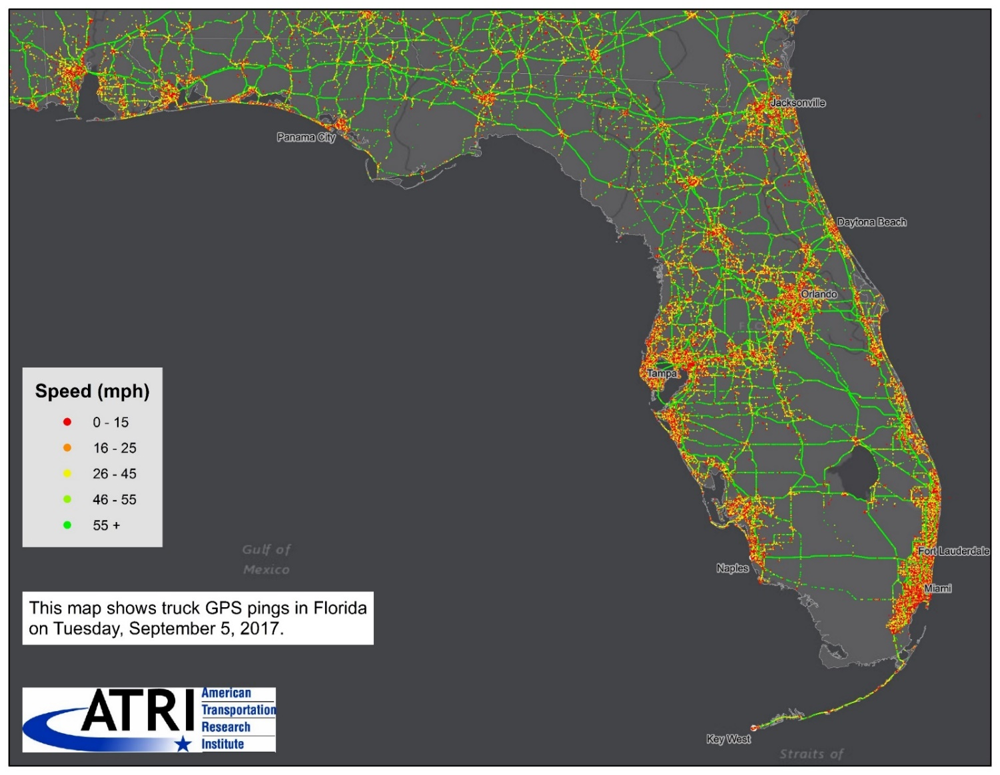 Jacksonville
Panama City
Daytona Beach
Orlando
Tampa
Speed (mph)
0 - 15
16 - 25
26 - 45
46 - 55
55 +
Gulf of
Mexico
Fort Lauderdale
Naples
Miami
This map shows truck GPS pings in Florida
on Tuesday, September 5, 2017.
ATRI
American
Transportation
Research
Institute
Key West
Straits of